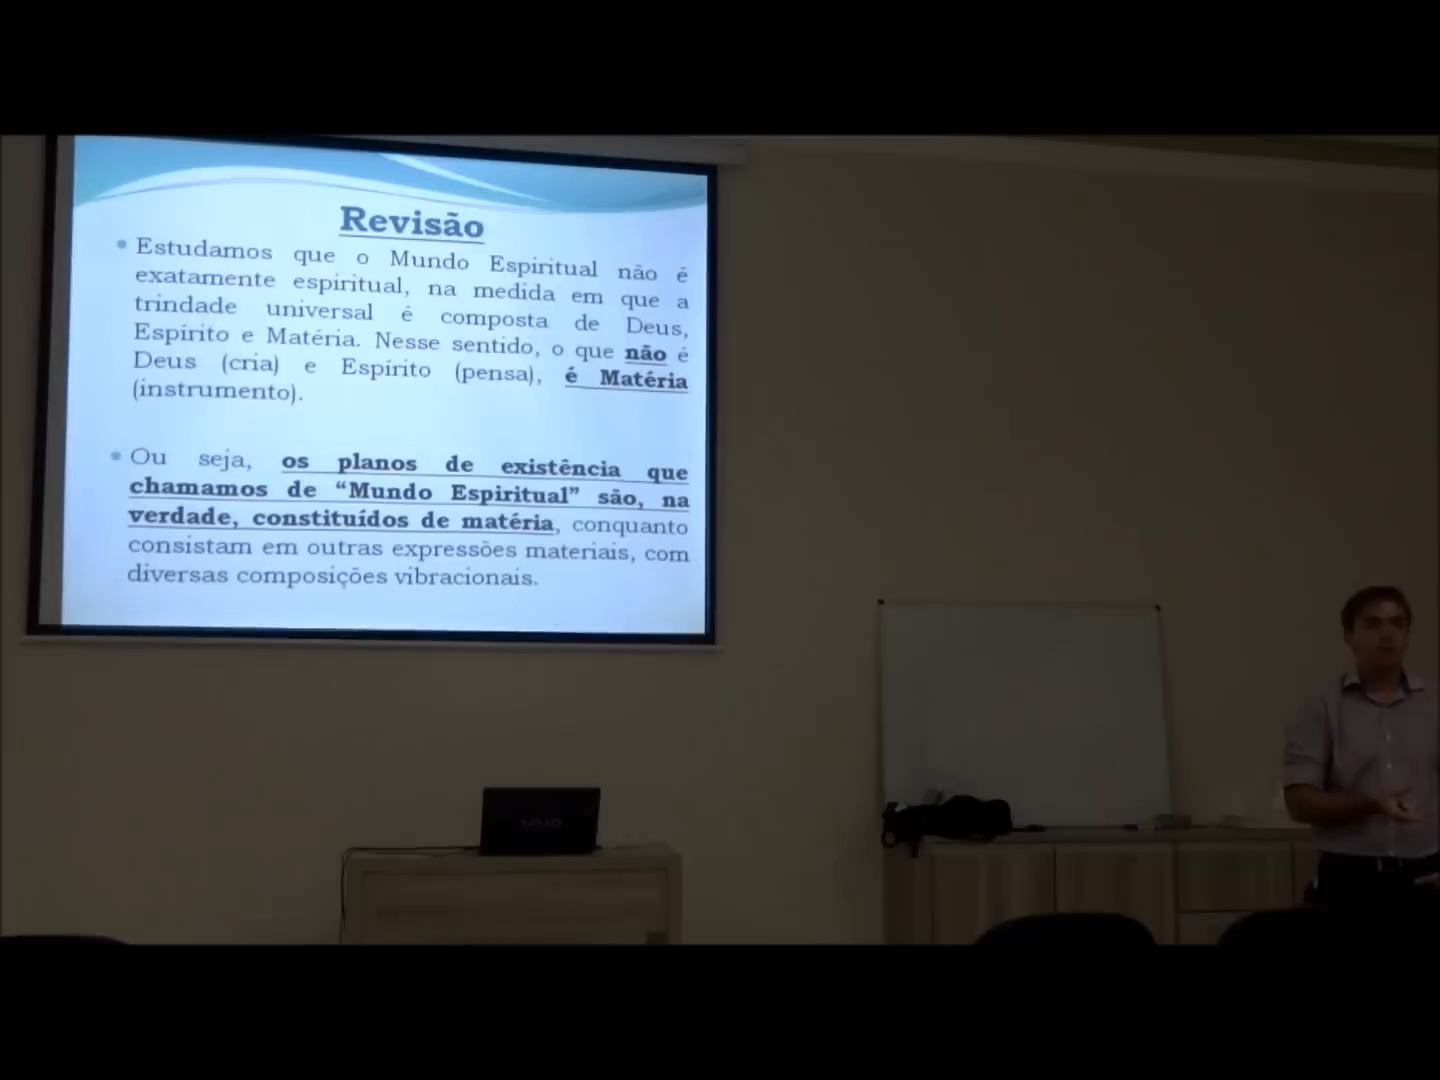 Revisão
Estudamos que o Mundo Espiritual não é
exatamente espiritual, na medida em que a
trindade universal é composta de Deus,
Espírito e Matéria. Nesse sentido, o que não é
Deus (cria) e Espírito (pensa), é Matéria
(instrumento).
Ou seja, os planos de existência que
chamamos de “Mundo Espiritual” são, na
verdade, constituídos de matéria, conquanto
consistam em outras expressões materiais, com
diversas composições vibracionais.
VAIO